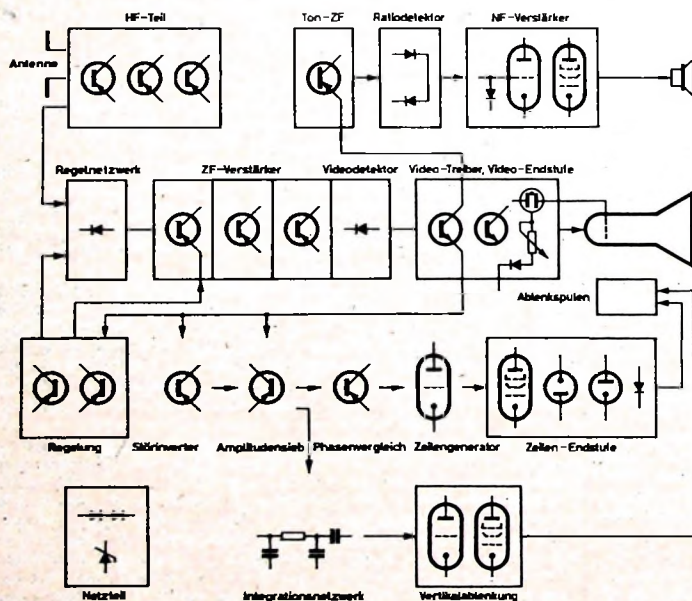 HF-Teil
Ton-ZF
Ratiodetektor
NF-Verstärker
Antenne
Regelnetzwerk
ZF-Verstärker
Videodetektor
Video-Treiber, Video-Endstufe
Ablenkspulen
Regelung
Störinverter
Amplitudensieb
Phasenvergleich
Zeilengenerator
Zeilen-Endstufe
Netzteil
Integrationsnetzwerk
Vertikalablenkung